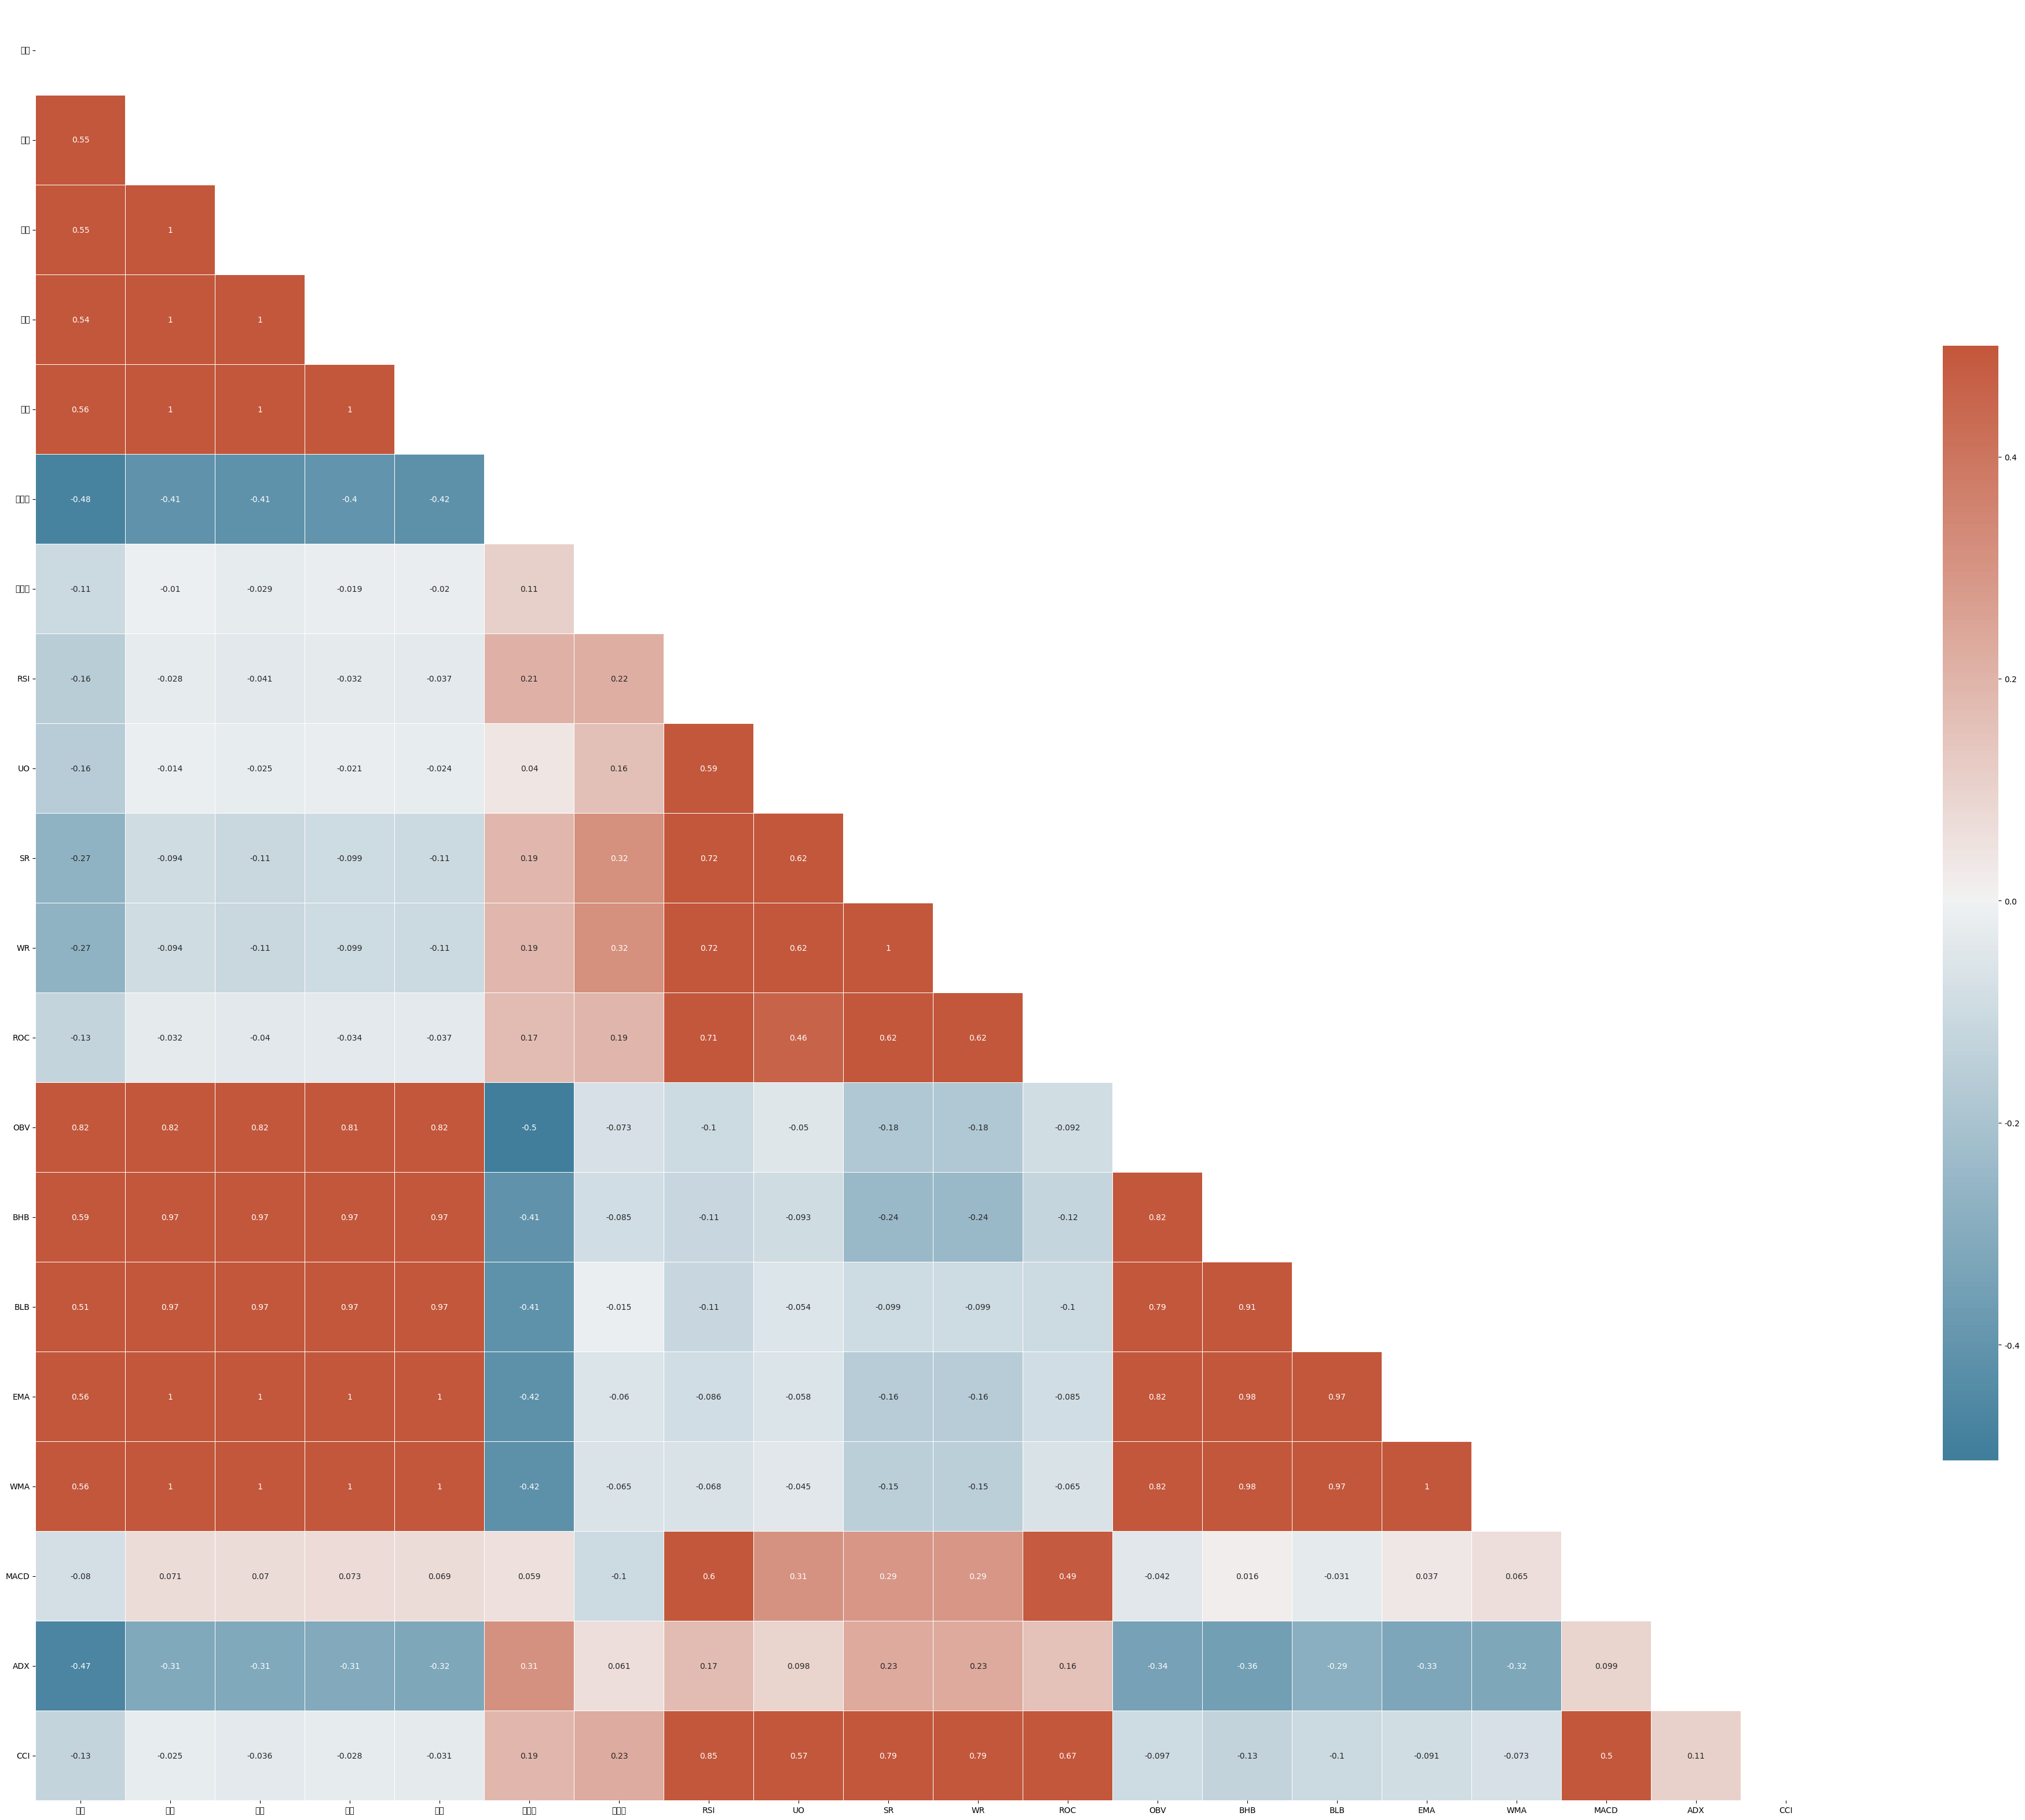 0.55
0.55 1
0.54 1 1
0.56 1 1 1
-0.48 -0.41 -0.41 -0.4 -0.42
-0.11 -0.01 -0.029 -0.019 -0.02 0.11
RSI -0.16 -0.028 -0.041 -0.032 -0.037 0.21 0.22
UO -0.16 -0.014 -0.025 -0.021 -0.024 0.04 0.16 0.59
SR -0.27 -0.094 -0.11 -0.099 -0.11 0.19 0.32 0.72 0.62
WR -0.27 -0.094 -0.11 -0.099 -0.11 0.19 0.32 0.72 0.62 1
ROC -0.13 -0.032 -0.04 -0.034 -0.037 0.17 0.19 0.71 0.46 0.62 0.62
OBV 0.82 0.82 0.82 0.81 0.82 -0.5 -0.073 -0.1 -0.05 -0.18 -0.18 -0.092
BHB 0.59 0.97 0.97 0.97 0.97 -0.41 -0.085 -0.11 -0.093 -0.24 -0.24 -0.12 0.82
BLB 0.51 0.97 0.97 0.97 0.97 -0.41 -0.015 -0.11 -0.054 -0.099 -0.099 -0.1 0.79 0.91
EMA 0.56 1 1 1 1 -0.42 -0.06 -0.086 -0.058 -0.16 -0.16 -0.085 0.82 0.98 0.97
WMA 0.56 1 1 1 1 -0.42 -0.065 -0.068 -0.045 -0.15 -0.15 -0.065 0.82 0.98 0.97 1
MACD -0.08 0.071 0.07 0.073 0.069 0.059 -0.1 0.6 0.31 0.29 0.29 0.49 -0.042 0.016 -0.031 0.037 0.065
ADX -0.47 -0.31 -0.31 -0.31 -0.32 0.31 0.061 0.17 0.098 0.23 0.23 0.16 -0.34 -0.36 -0.29 -0.33 -0.32 0.099
CCI -0.13 -0.025 -0.036 -0.028 -0.031 0.19 0.23 0.85 0.57 0.79 0.79 0.67 -0.097 -0.13 -0.1 -0.091 -0.073 0.5 0.11
RSI UO SR WR ROC OBV BHB BLB EMA WMA MACD ADX CCI
0.4
0.2
0.0
-0.2
-0.4